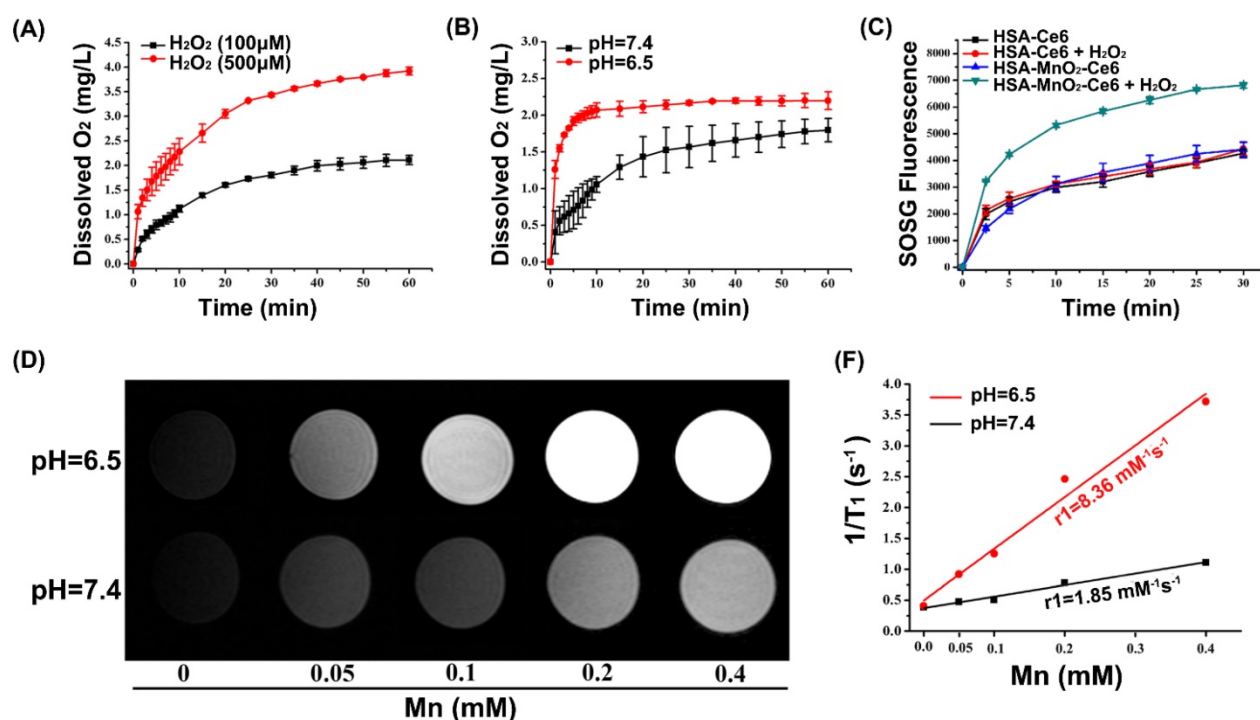 (A)
Dissolved O₂ (mg/L)
4.5
4.0
3.5
3.0
2.5
2.0
1.5
1.0
0.5
0.0
H₂O₂ (100μM)
H₂O₂ (500μM)
0 10 20 30 40 50 60
Time (min)
(B)
Dissolved O₂ (mg/L)
3.0
2.5
2.0
1.5
1.0
0.5
0.0
pH=7.4
pH=6.5
0 10 20 30 40 50 60
Time (min)
(C)
SOSG Fluorescence
8000
7000
6000
5000
4000
3000
2000
1000
0
HSA-Ce6
HSA-Ce6 + H₂O₂
HSA-MnO₂-Ce6
HSA-MnO₂-Ce6 + H₂O₂
0 5 10 15 20 25 30
Time (min)
(D)
pH=6.5
pH=7.4
0 0.05 0.1 0.2 0.4
Mn (mM)
(F)
1/T₁ (s⁻¹)
4.0
3.5
3.0
2.5
2.0
1.5
1.0
0.5
0.0
pH=6.5
pH=7.4
r1=8.36 mM⁻¹s⁻¹
r1=1.85 mM⁻¹s⁻¹
0.0 0.05 0.1 0.2 0.3 0.4
Mn (mM)